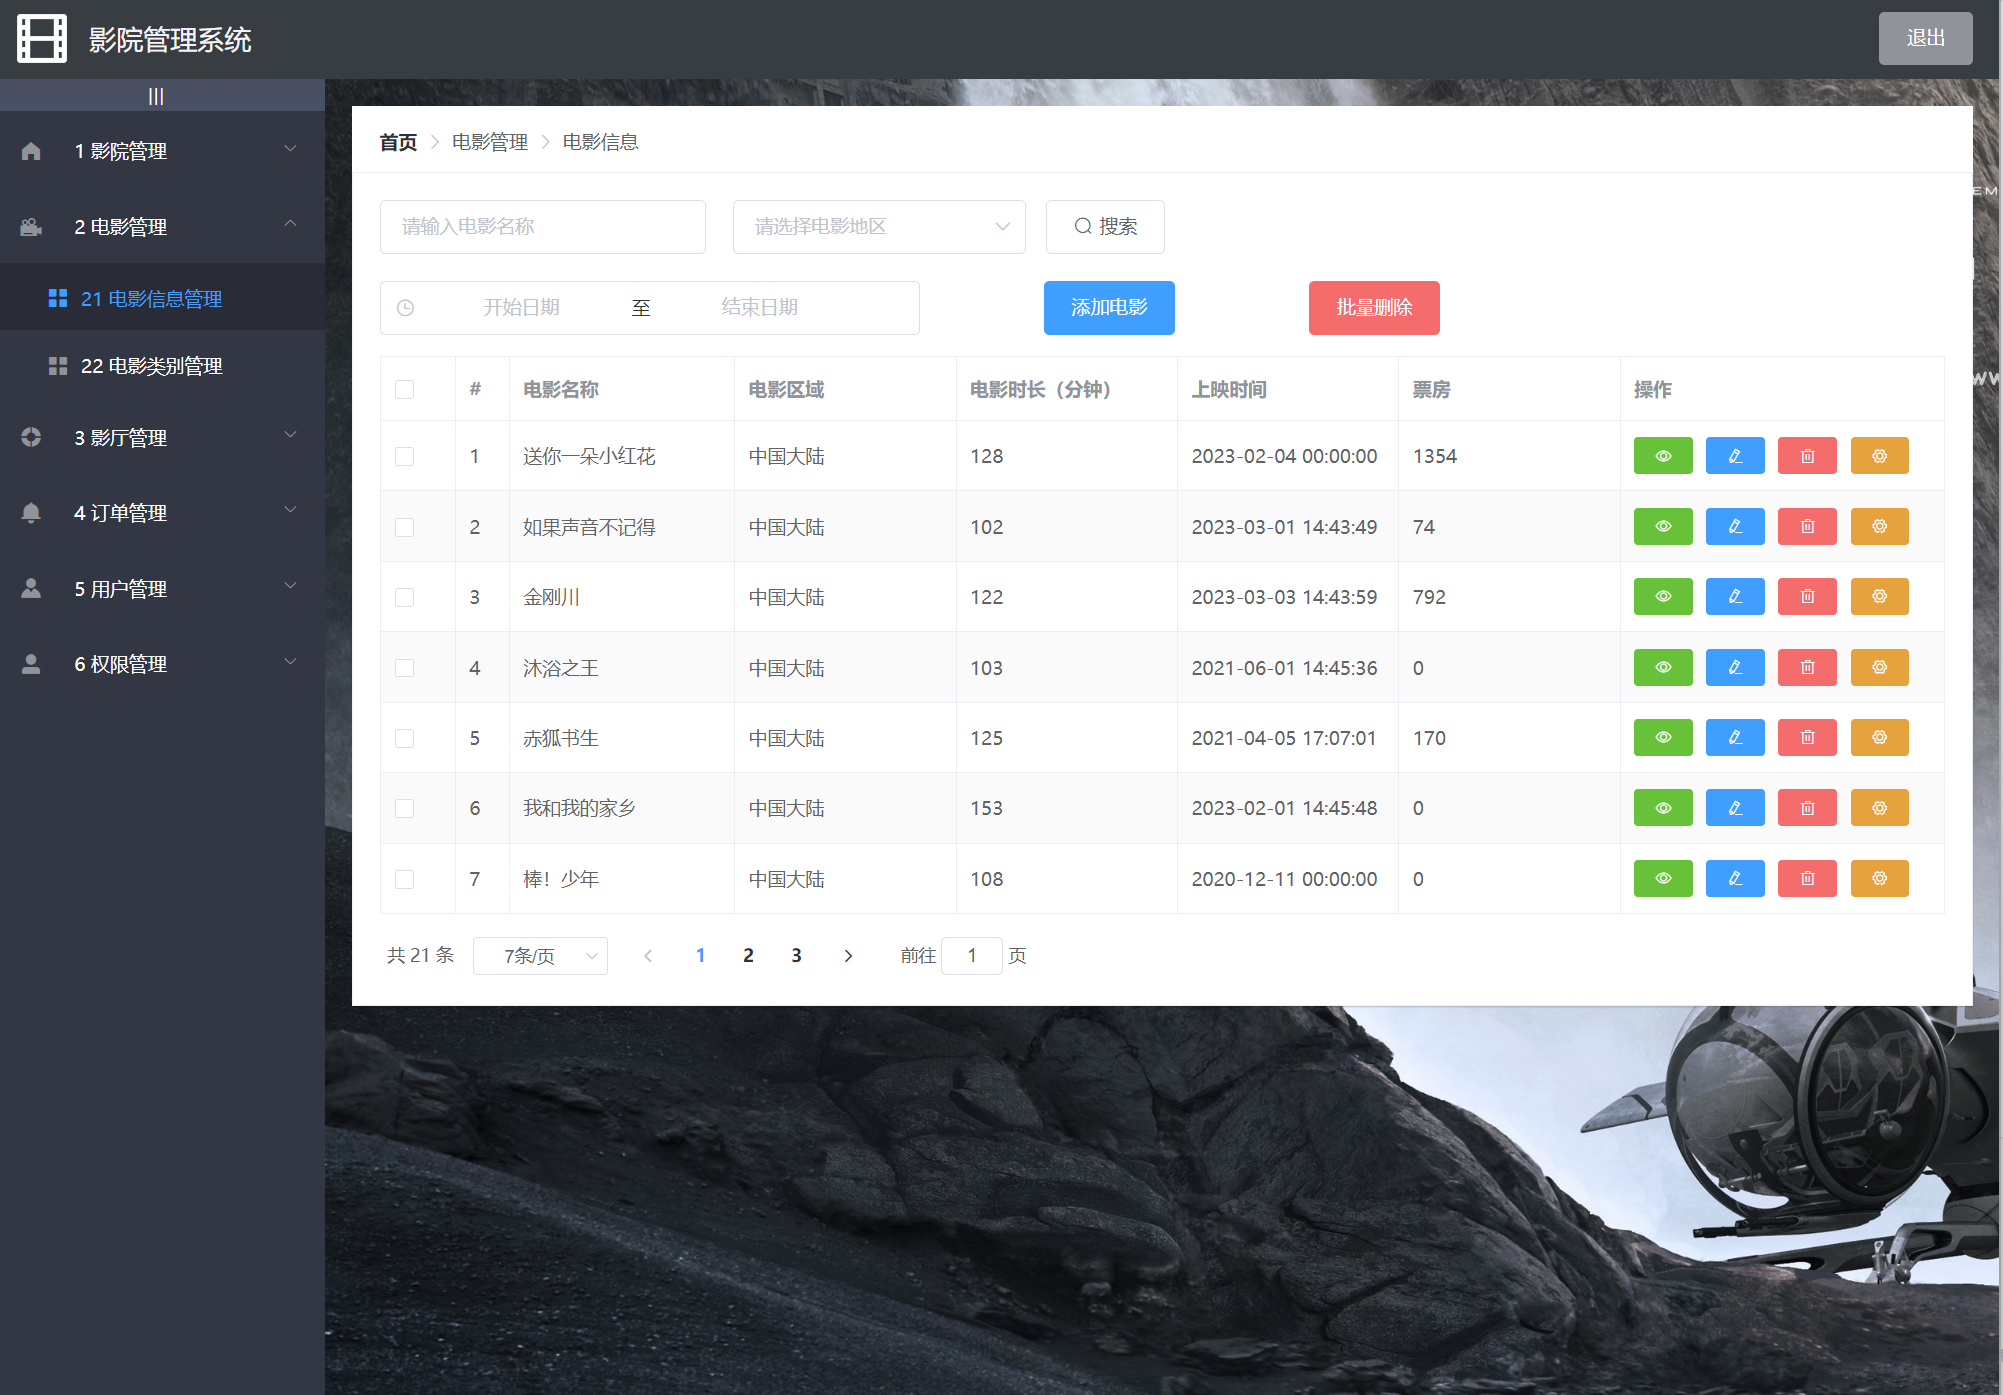 影院管理系统
退出
|||
1 影院管理
2 电影管理
21 电影信息管理
22 电影类别管理
3 影厅管理
4 订单管理
5 用户管理
6 权限管理
首页 电影管理 电影信息
请输入电影名称 请选择电影地区 搜索
开始日期 至 结束日期 添加电影 批量删除
# 电影名称 电影区域 电影时长（分钟） 上映时间 票房 操作
1 送你一朵小红花 中国大陆 128 2023-02-04 00:00:00 1354
2 如果声音不记得 中国大陆 102 2023-03-01 14:43:49 74
3 金刚川 中国大陆 122 2023-03-03 14:43:59 792
4 沐浴之王 中国大陆 103 2021-06-01 14:45:36 0
5 赤狐书生 中国大陆 125 2021-04-05 17:07:01 170
6 我和我的家乡 中国大陆 153 2023-02-01 14:45:48 0
7 棒！少年 中国大陆 108 2020-12-11 00:00:00 0
共 21 条 7条/页 1 2 3 前往 1 页